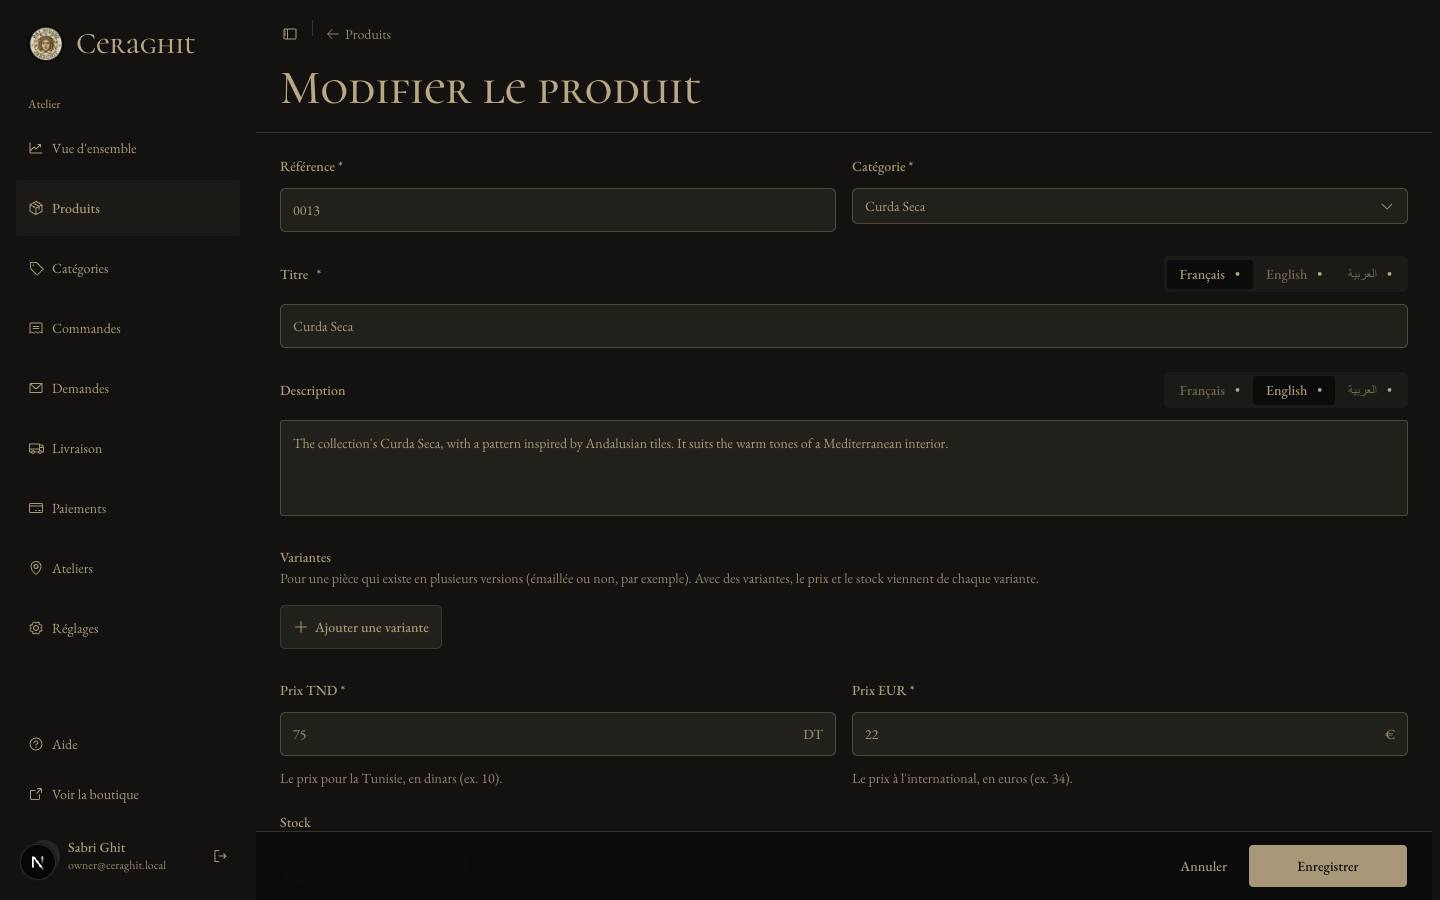 Ceraghit
Atelier
Vue d'ensemble
Produits
Catégories
Commandes
Demandes
Livraison
Paiements
Ateliers
Réglages
Aide
Voir la boutique
N
Sabri Ghit
owner@ceraghit.local
← Produits
Modifier le produit
Référence *
0013
Catégorie *
Curda Seca
Titre *
Français • English • العربية •
Curda Seca
Description
Français • English • العربية •
The collection's Curda Seca, with a pattern inspired by Andalusian tiles. It suits the warm tones of a Mediterranean interior.
Variantes
Pour une pièce qui existe en plusieurs versions (émaillée ou non, par exemple). Avec des variantes, le prix et le stock viennent de chaque variante.
+ Ajouter une variante
Prix TND *
75 DT
Le prix pour la Tunisie, en dinars (ex. 10).
Prix EUR *
22 €
Le prix à l'international, en euros (ex. 34).
Stock
Annuler
Enregistrer